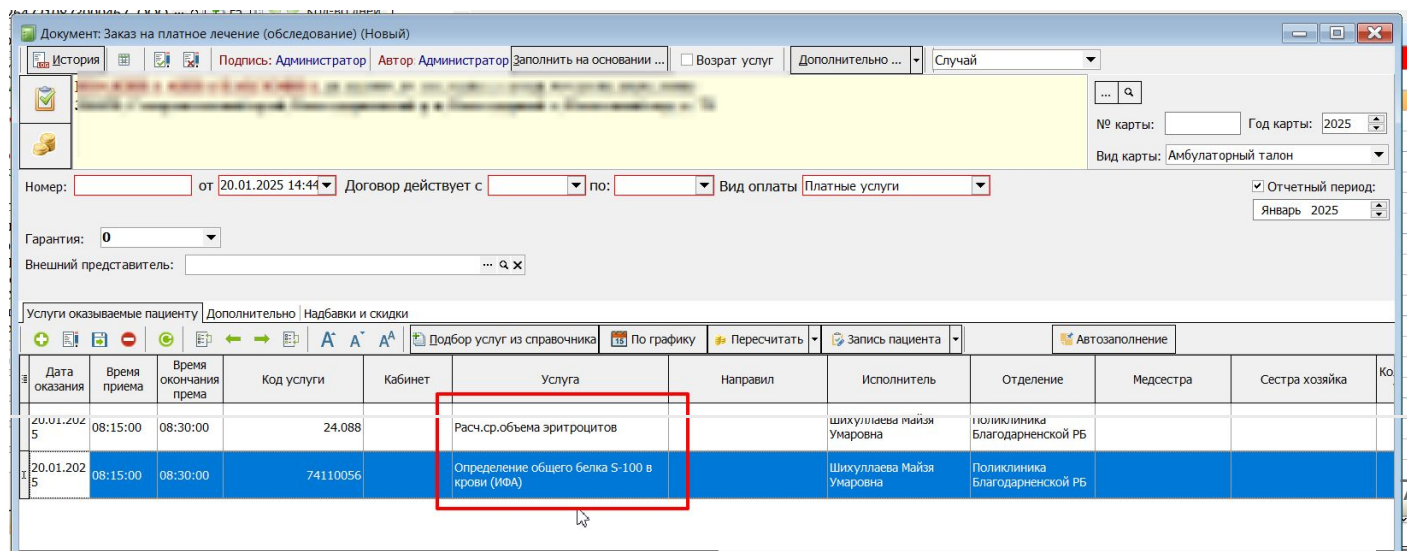 Документ: Заказ на платное лечение (обследование) (Новый)
История Подпись: Администратор Автор: Администратор Заполнить на основании ... Возрат услуг Дополнительно ... Случай
№ карты: Год карты: 2025
Вид карты: Амбулаторный талон
Номер: от 20.01.2025 14:44 Договор действует с по: Вид оплаты Платные услуги Отчетный период:
Январь 2025
Гарантия: 0
Внешний представитель: ...
Услуги оказываемые пациенту Дополнительно Надбавки и скидки
Подбор услуг из справочника По графику Пересчитать Запись пациента Автозаполнение
Дата оказания Время приема Время окончания према Код услуги Кабинет Услуга Направил Исполнитель Отделение Медсестра Сестра хозяйка
20.01.202 08:15:00 08:30:00 24.088 Расч.ср.объема эритроцитов Шихуллаева Майзя Поликлиника
5 Умаровна Благодарненской РБ
20.01.202 08:15:00 08:30:00 74110056 Определение общего белка S-100 в Шихуллаева Майзя Поликлиника
5 крови (ИФА) Умаровна Благодарненской РБ